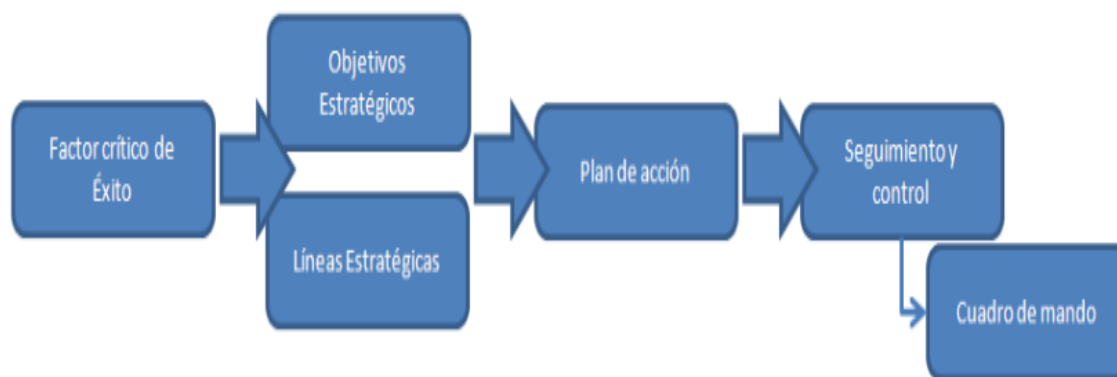 Factor crítico de
Éxito
Objetivos
Estratégicos
Líneas Estratégicas
Plan de acción
Seguimiento y
control
Cuadro de mando